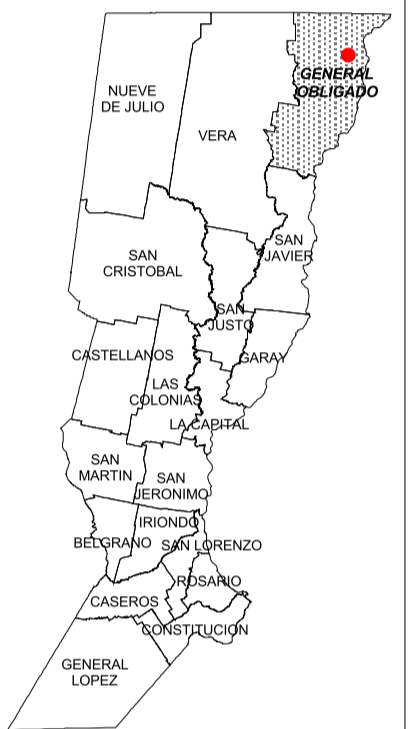 GENERAL
OBLIGADO
NUEVE
DE JULIO
VERA
SAN
JAVIER
SAN
CRISTOBAL
SAN
JUSTO
CASTELLANOS
GARAY
LAS
COLONIAS
LA CAPITAL
SAN
MARTIN
SAN
JERONIMO
IRIONDO
BELGRANO
SAN LORENZO
ROSARIO
CASEROS
CONSTITUCION
GENERAL
LOPEZ